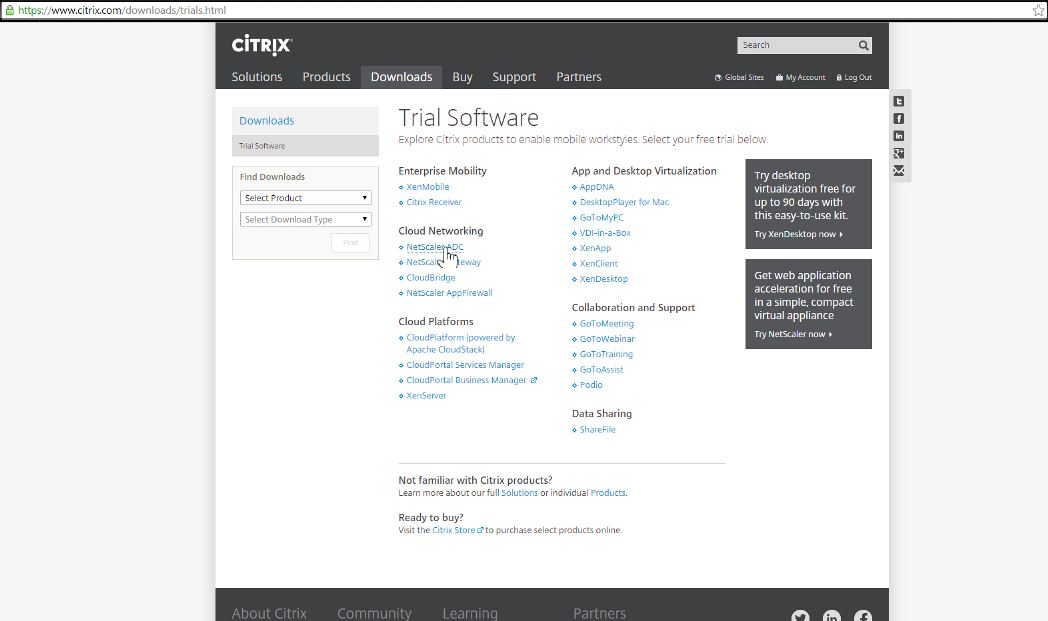 https://www.citrix.com/downloads/trials.html
CITRIX
Search
Solutions Products Downloads Buy Support Partners
Global Sites My Account Log Out
Downloads
Trial Software
Find Downloads
Select Product
Select Download Type
Find
Trial Software
Explore Citrix products to enable mobile workstyles. Select your free trial below.
Enterprise Mobility
XenMobile
Citrix Receiver
Cloud Networking
NetScaler ADC
CloudBridge
NetScaler AppFirewall
Cloud Platforms
CloudPlatform (powered by
Apache CloudStack)
CloudPortal Services Manager
CloudPortal Business Manager
XenServer
App and Desktop Virtualization
AppDNA
DesktopPlayer for Mac
GoToMyPC
VDI-in-a-Box
XenApp
XenClient
XenDesktop
Collaboration and Support
GoToMeeting
GoToWebinar
GoToTraining
GoToAssist
Podio
Data Sharing
ShareFile
Try desktop
virtualization free for
up to 90 days with
this easy-to-use kit.
Try XenDesktop now
Get web application
acceleration for free
in a simple, compact
virtual appliance
Try NetScaler now
Not familiar with Citrix products?
Learn more about our full Solutions or individual Products.
Ready to buy?
Visit the Citrix Store to purchase select products online.
About Citrix Community Learning Partners